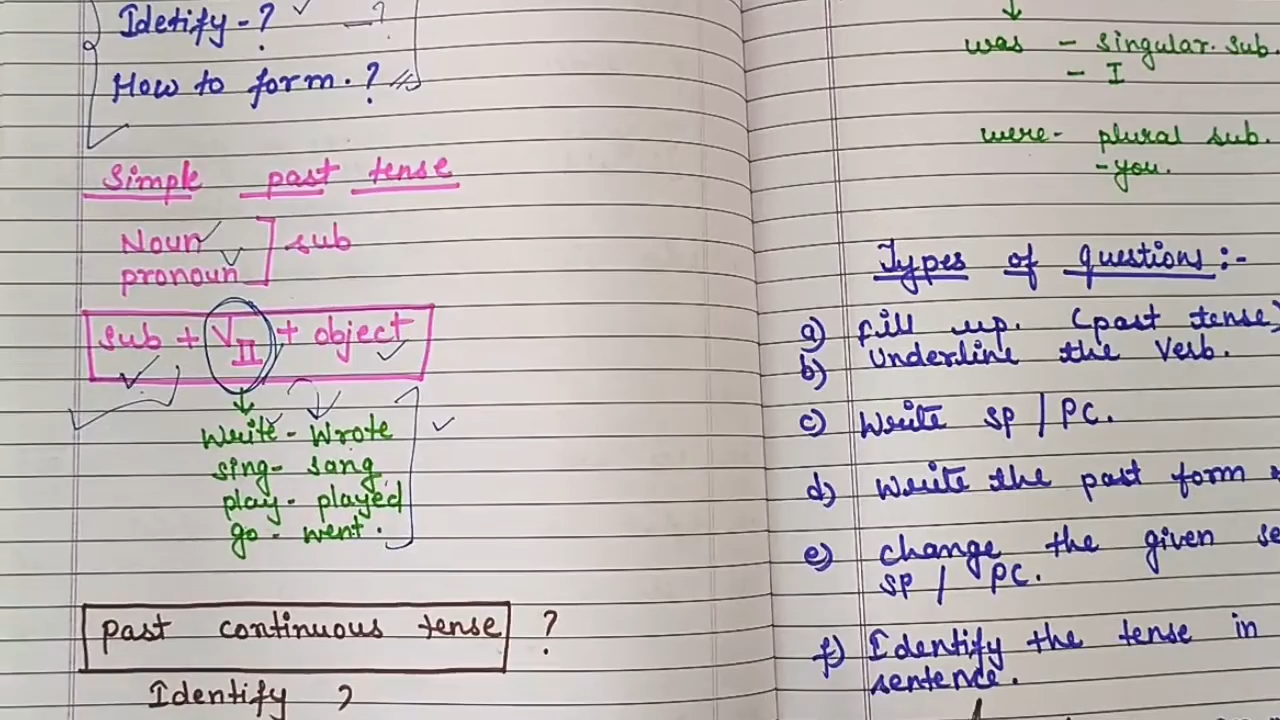 Idetify - ?
- ?
How to form. ?
Simple past tense
Noun
pronoun
sub
sub + VII + object
Write - Wrote
sing - sang
play - played
go - went.
past continuous tense ?
Identify ?
was - singular. sub
- I
were - plural sub.
- you.
Types of questions :-
a) fill up. (past tense)
b) Underline the verb.
c) Write SP / PC.
d) Write the past form
e) change the given se
SP / PC.
f) Identify the tense in
sentence.